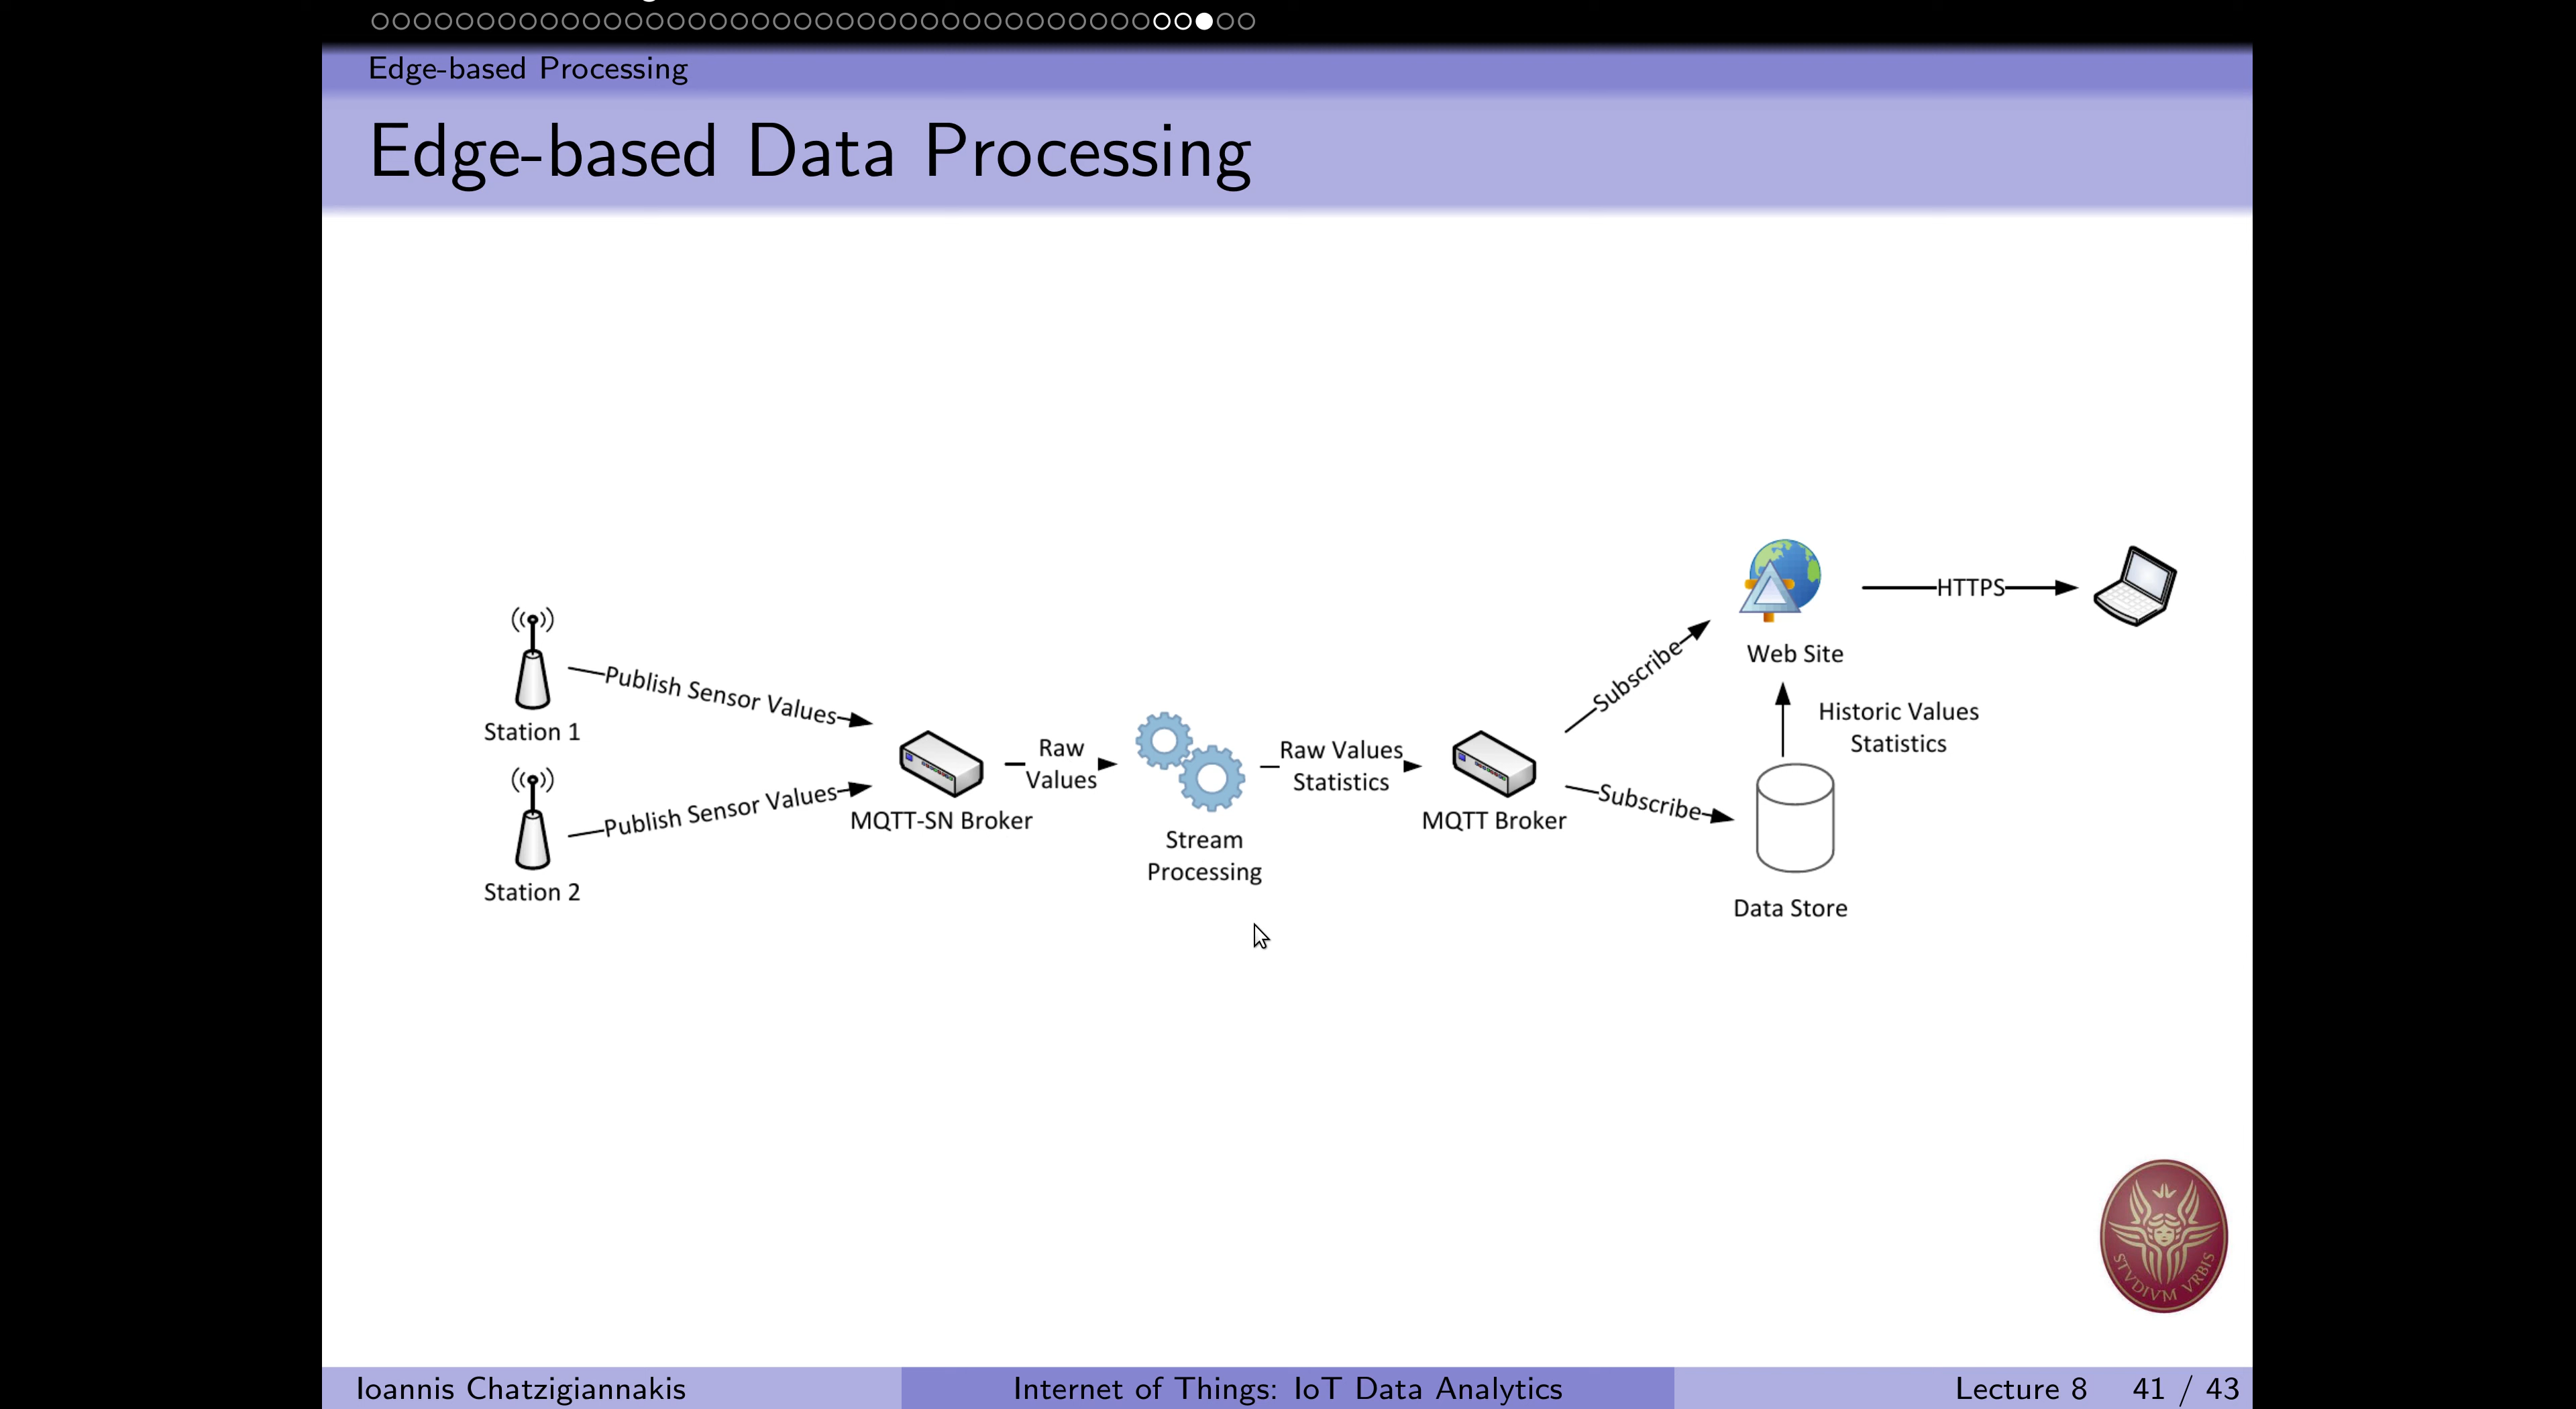 Edge-based Processing
Edge-based Data Processing
Station 1
Publish Sensor Values
Station 2
Publish Sensor Values
MQTT-SN Broker
Raw
Values
Stream
Processing
Raw Values
Statistics
MQTT Broker
Subscribe
Subscribe
Web Site
HTTPS
Historic Values
Statistics
Data Store
STVDIVM VRBIS
Ioannis Chatzigiannakis
Internet of Things: IoT Data Analytics
Lecture 8
41 / 43